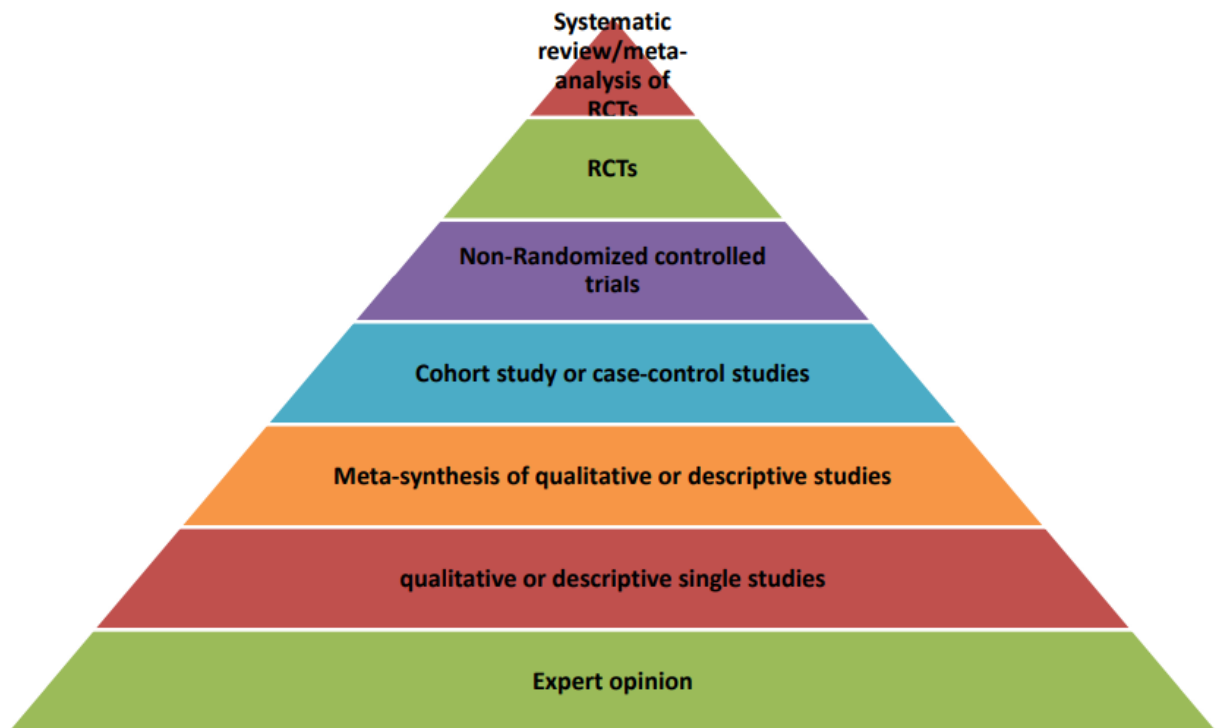 Systematic
review/meta-
analysis of
RCTs
RCTs
Non-Randomized controlled
trials
Cohort study or case-control studies
Meta-synthesis of qualitative or descriptive studies
qualitative or descriptive single studies
Expert opinion